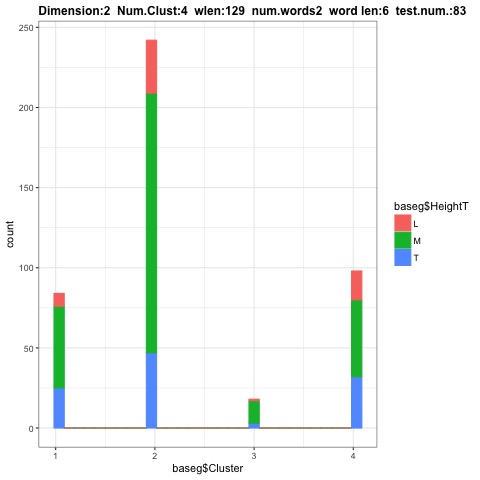 Dimension:2 Num.Clust:4 wlen:129 num.words2 word len:6 test.num.:83
250
200
150
100
50
0
count
1 2 3 4
baseg$Cluster
baseg$HeightT
L
M
T